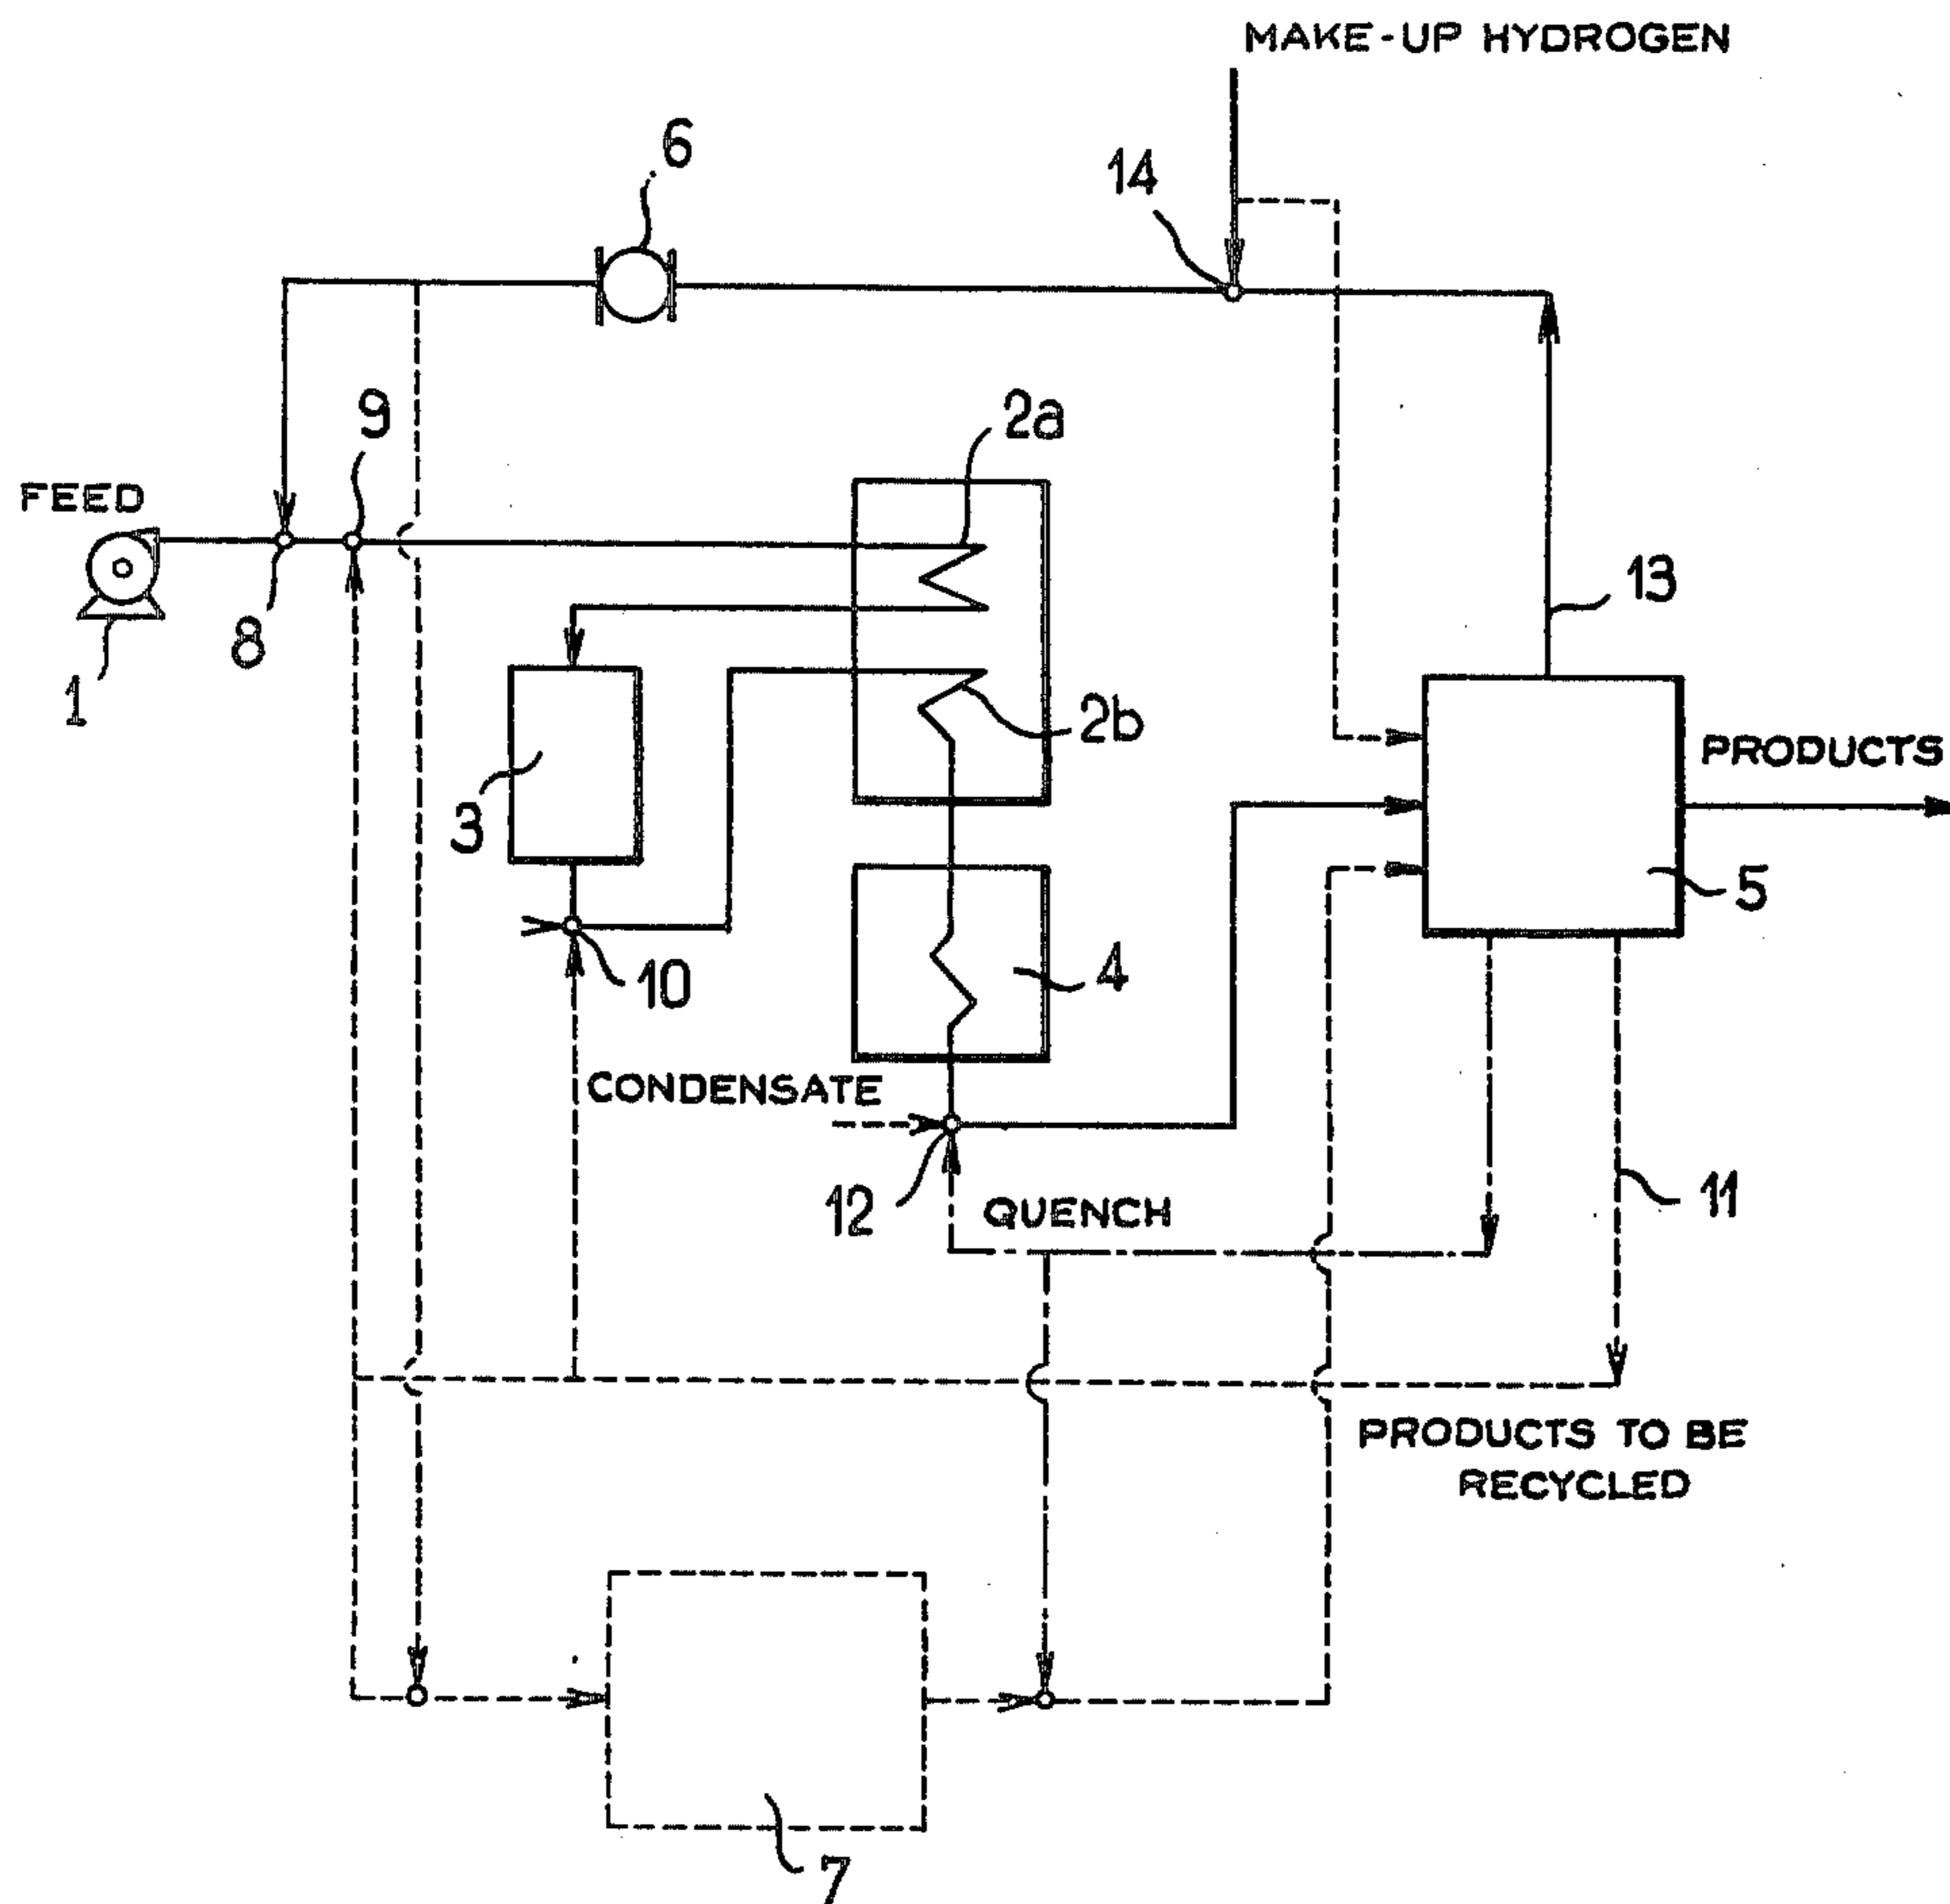 MAKE-UP HYDROGEN
6
14
9
2a
FEED
13
8
1
2b
PRODUCTS
3
5
10
4
CONDENSATE
12
QUENCH
11
PRODUCTS TO BE
RECYCLED
7